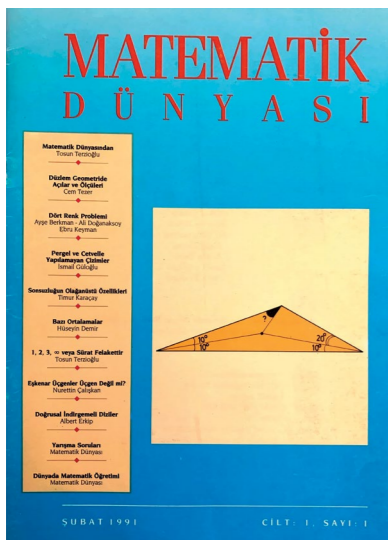 MATEMATİK
DÜNYASI
Matematik Dünyasından
Tosun Terzioğlu
Düzlem Geometride
Açılar ve Ölçüleri
Cem Tezer
Dört Renk Problemi
Ayşe Berkman - Ali Doğanaksoy
Ebru Keyman
Pergel ve Cetvelle
Yapılamayan Çizimler
İsmail Güloğlu
Sonsuzluğun Olağanüstü Özellikleri
Timur Karaçay
Bazı Ortalamalar
Hüseyin Demir
1, 2, 3, ∞ veya Sürat Felakettir
Tosun Terzioğlu
Eşkenar Üçgenler Üçgen Değil mi?
Nurettin Çalışkan
Doğrusal İndirgemeli Diziler
Albert Erkip
Yarışma Soruları
Matematik Dünyası
Dünyada Matematik Öğretimi
Matematik Dünyası
?
10° 20°
10° 10°
ŞUBAT 1991 CİLT: 1, SAYI: 1